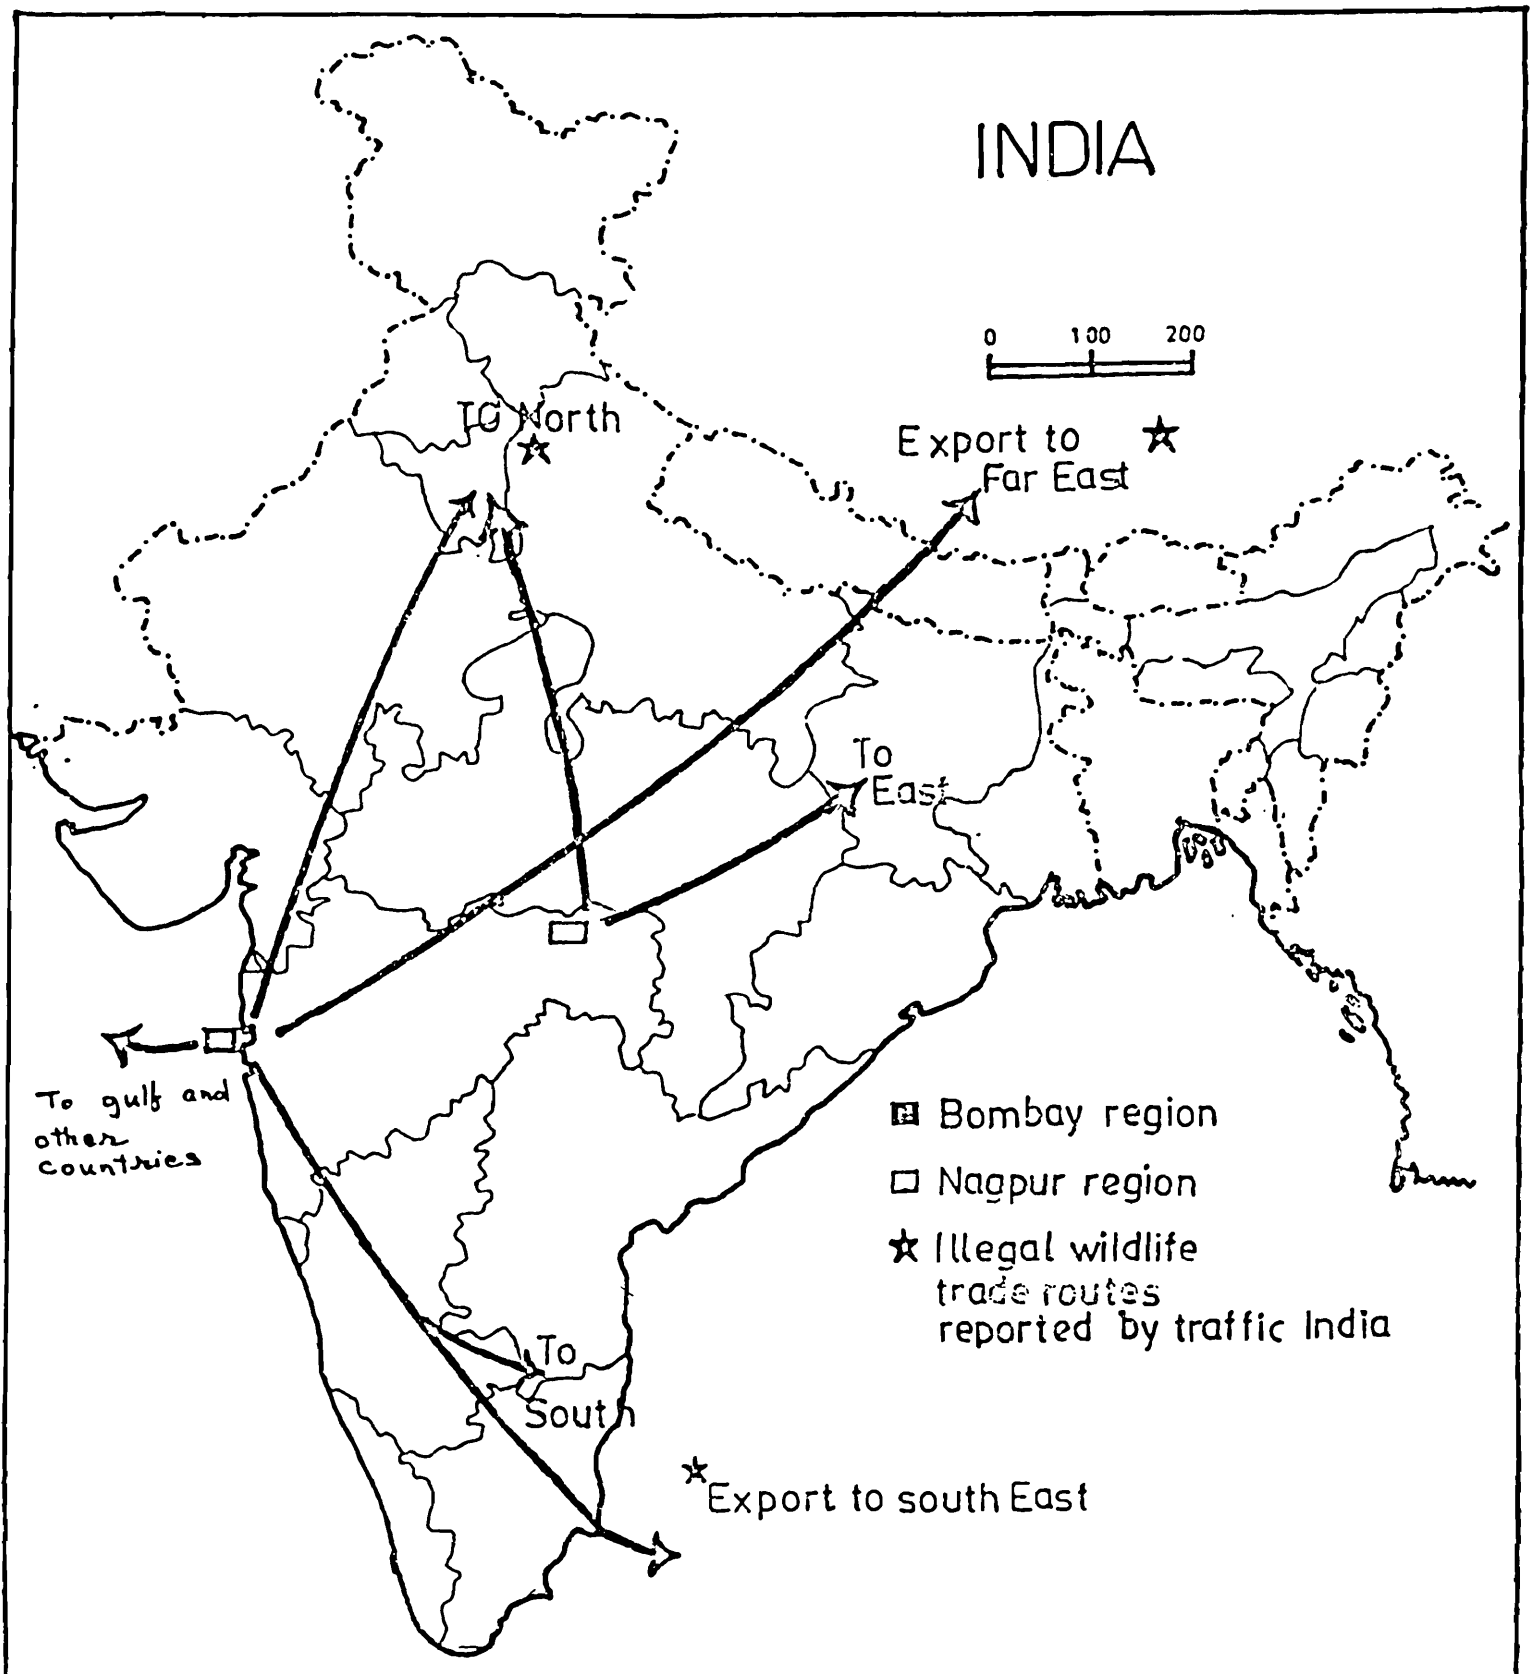 INDIA
0 100 200
TO North
Export to
Far East
To
East
To gulf and
other
countries
Bombay region
Nagpur region
Illegal wildlife
trade routes
reported by traffic India
To
South
Export to south East